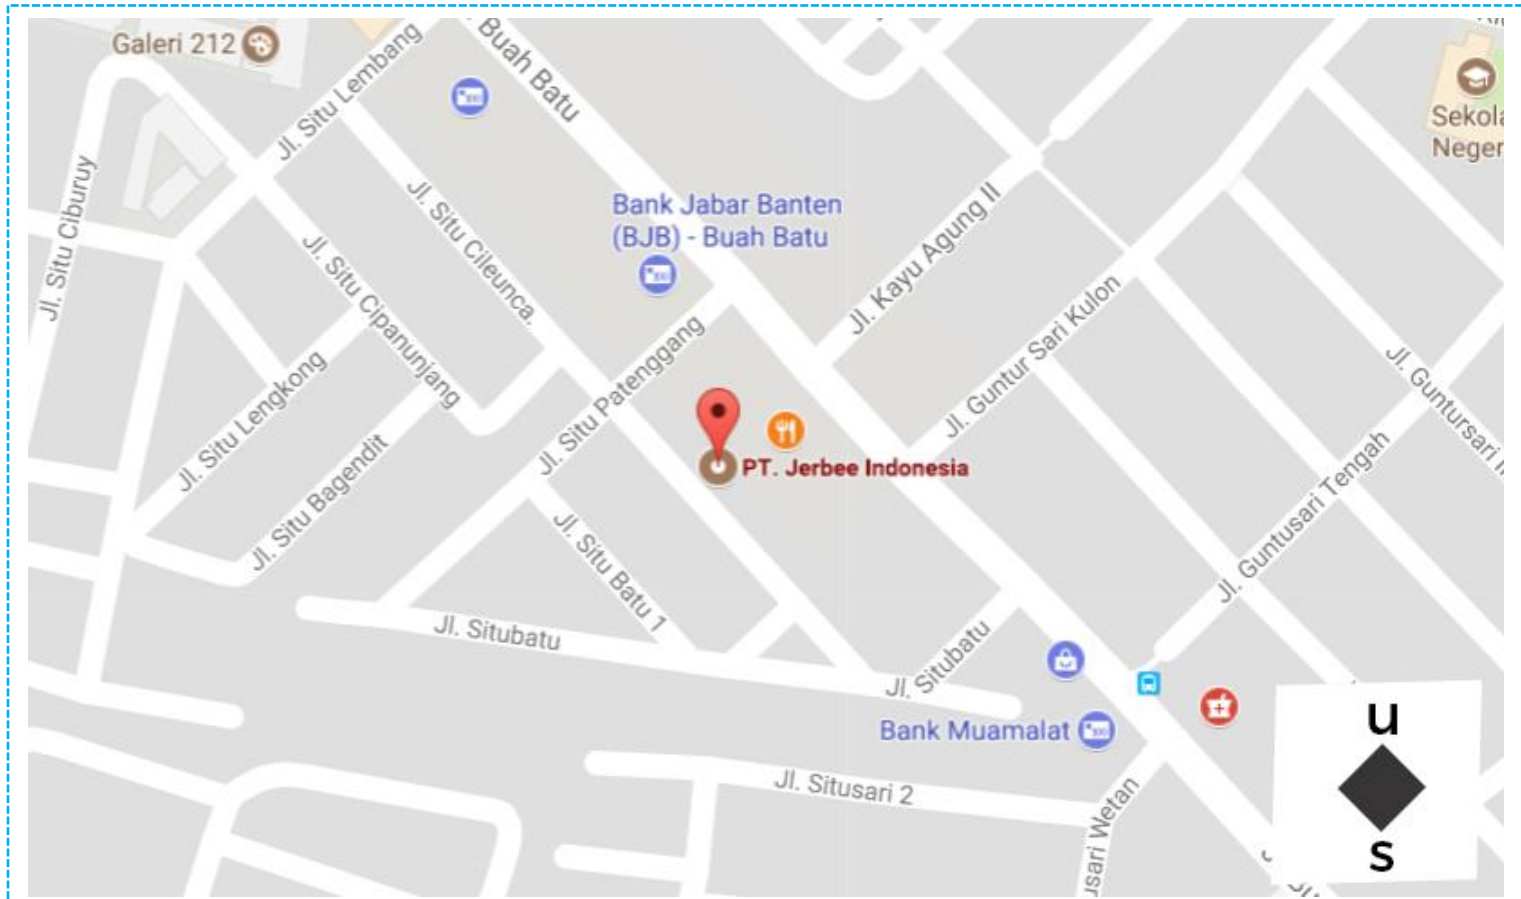 Galeri 212
Jl. Situ Lembang
Buah Batu
Sekola
Neger
Jl. Situ Ciburuy
Bank Jabar Banten
(BJB) - Buah Batu
Jl. Situ Cileunca.
Jl. Kayu Agung II
Jl. Situ Cipanunjang
Jl. Guntur Sari Kulon
Jl. Situ Patenggang
Jl. Situ Lengkong
Jl. Guntursari
Jl. Situ Bagendit
PT. Jerbee Indonesia
Jl. Guntusari Tengah
Jl. Situ Batu 1
Jl. Situbatu
Jl. Situbatu
Bank Muamalat
Jl. Situsari 2
usari Wetan
u
s